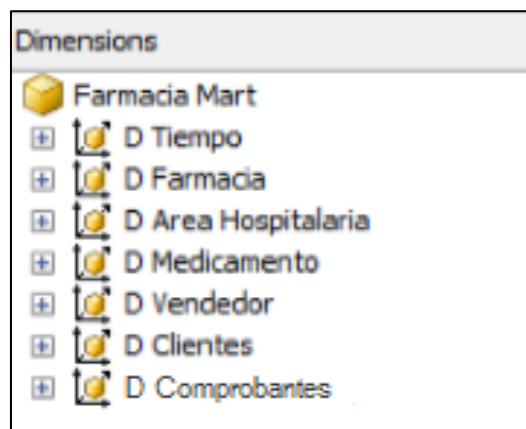 Dimensions
Farmacia Mart
D Tiempo
D Farmacia
D Area Hospitalaria
D Medicamento
D Vendedor
D Clientes
D Comprobantes